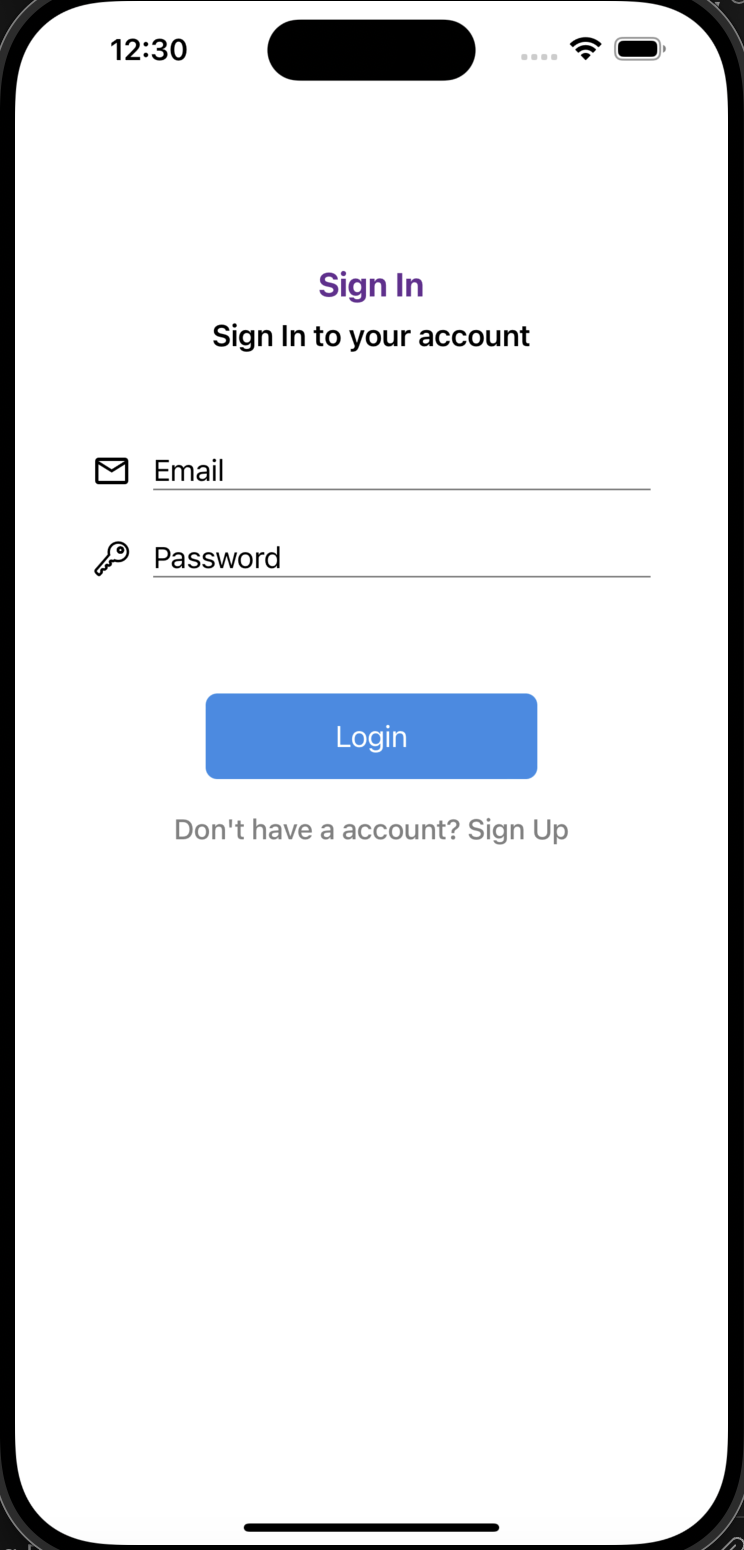 12:30
Sign In
Sign In to your account
Email
Password
Login
Don't have a account? Sign Up